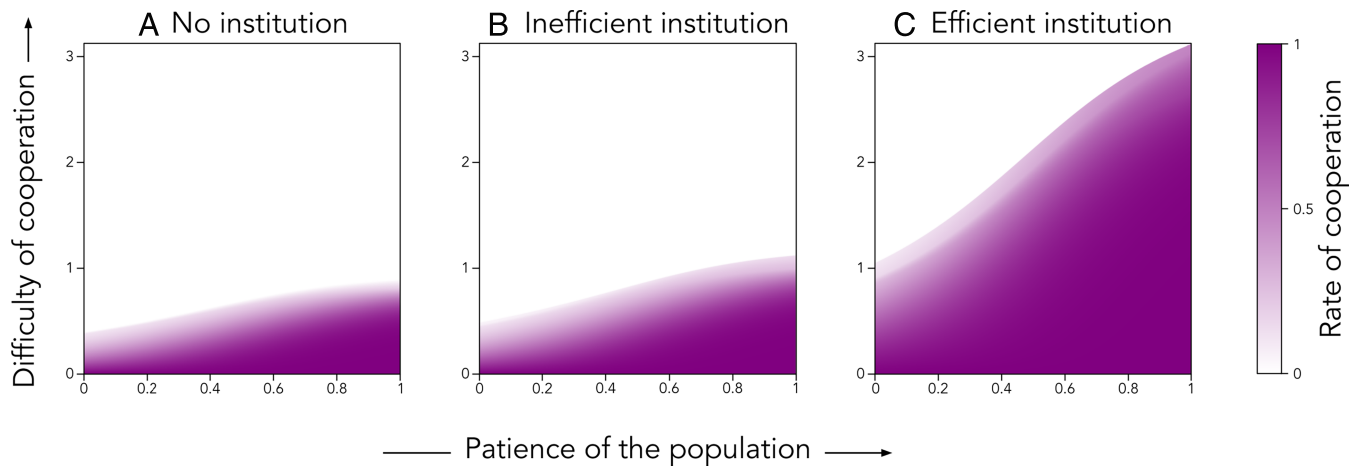 A No institution
B Inefficient institution
C Efficient institution
Difficulty of cooperation
3
2
1
0
0 0.2 0.4 0.6 0.8 1
3
2
1
0
0 0.2 0.4 0.6 0.8 1
3
2
1
0
0 0.2 0.4 0.6 0.8 1
1
0.5
0
Rate of cooperation
Patience of the population